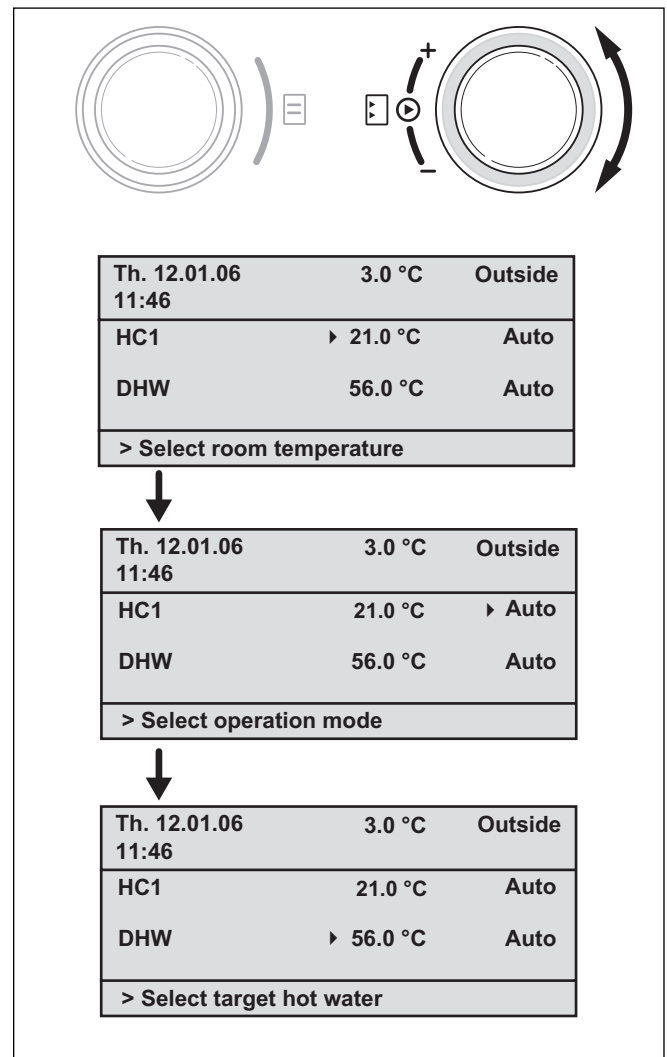 +
−
Th. 12.01.06 3.0 °C Outside
11:46
HC1 21.0 °C Auto
DHW 56.0 °C Auto
> Select room temperature
Th. 12.01.06 3.0 °C Outside
11:46
HC1 21.0 °C Auto
DHW 56.0 °C Auto
> Select operation mode
Th. 12.01.06 3.0 °C Outside
11:46
HC1 21.0 °C Auto
DHW 56.0 °C Auto
> Select target hot water